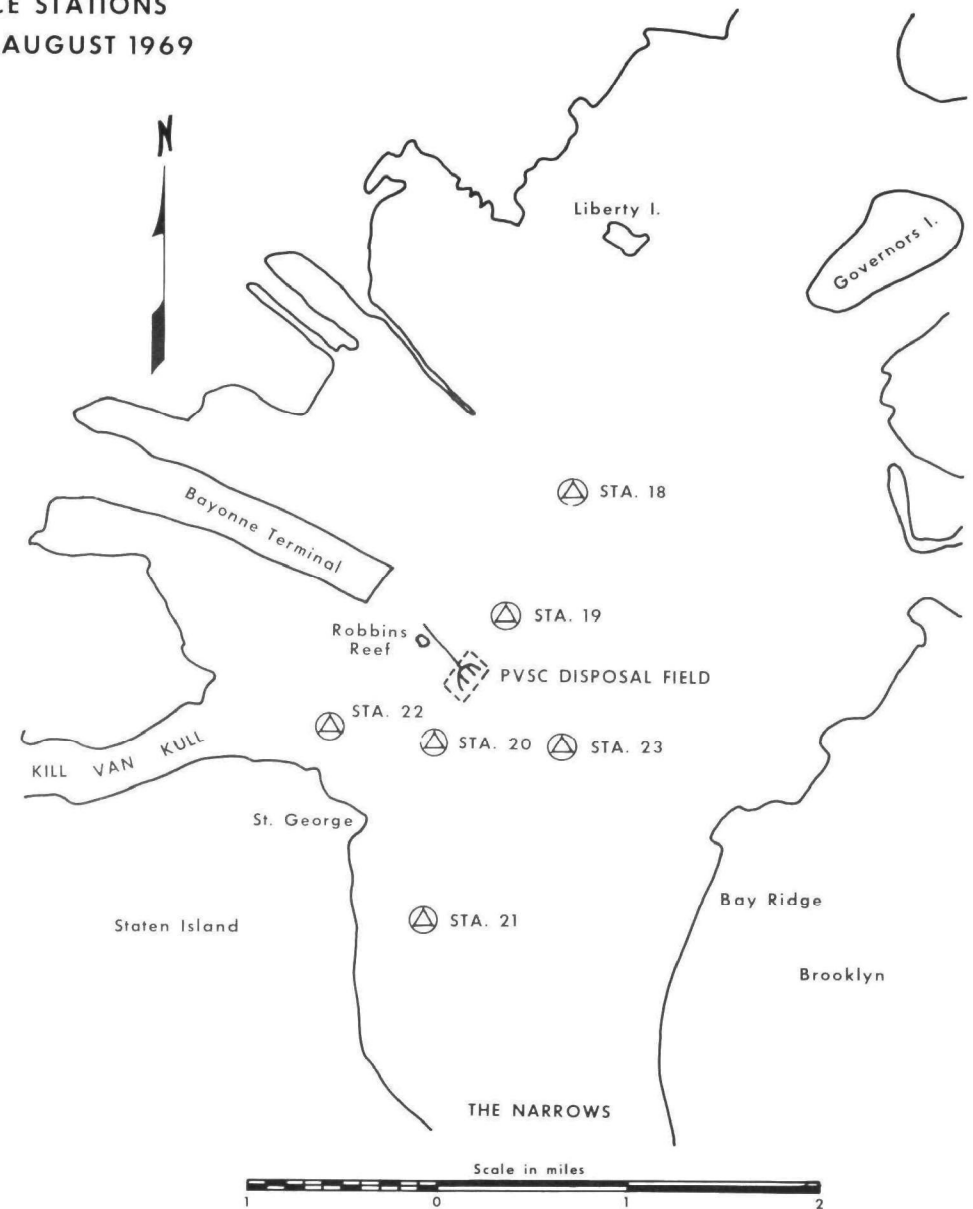 STATIONS
AUGUST 1969
N
Liberty I.
Governors I.
STA. 18
Bayonne Terminal
STA. 19
Robbins
Reef
PVSC DISPOSAL FIELD
STA. 22
STA. 20
STA. 23
KILL VAN KULL
St. George
Bay Ridge
STA. 21
Staten Island
Brooklyn
THE NARROWS
Scale in miles
1 0 1 2